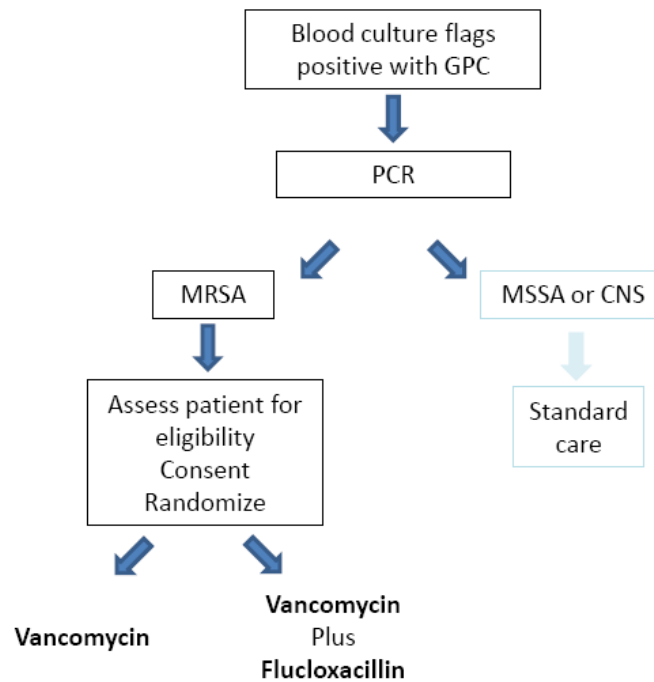 Blood culture flags
positive with GPC
PCR
MRSA
MSSA or CNS
Assess patient for
eligibility
Consent
Randomize
Standard
care
Vancomycin
Vancomycin
Plus
Flucloxacillin